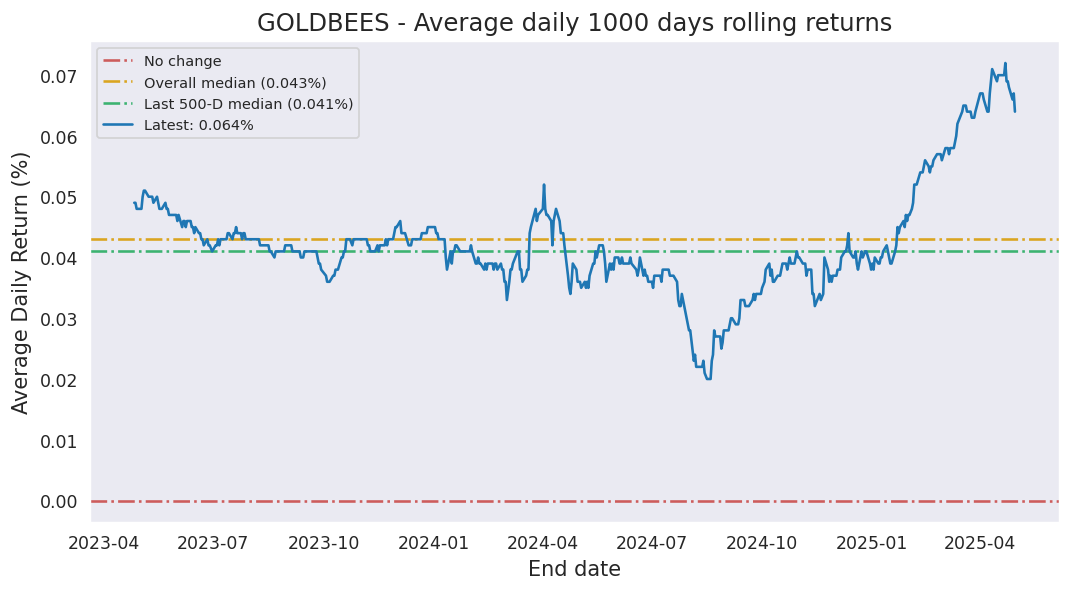 GOLDBEES - Average daily 1000 days rolling returns
No change
Overall median (0.043%)
Last 500-D median (0.041%)
Latest: 0.064%
Average Daily Return (%)
0.07
0.06
0.05
0.04
0.03
0.02
0.01
0.00
2023-04 2023-07 2023-10 2024-01 2024-04 2024-07 2024-10 2025-01 2025-04
End date